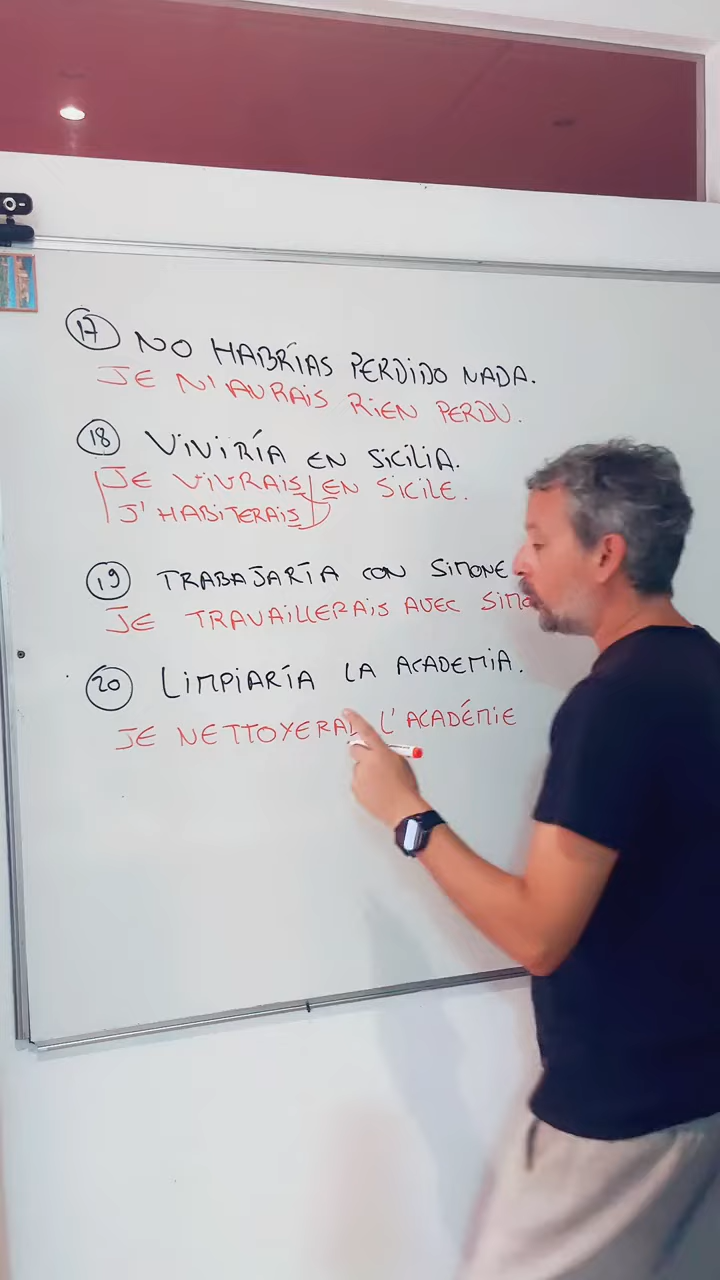 17 NO HABRÍAS PERDIDO NADA.
JE N'AURAIS RIEN PERDU.
18 VIVIRÍA EN SICILIA.
JE VIVRAIS EN SICILE.
J'HABITERAIS
19 TRABAJARÍA CON SIMONE
JE TRAVAILLERAIS AVEC
20 LIMPIARÍA LA ACADEMIA.
JE L'ACADÉMIE